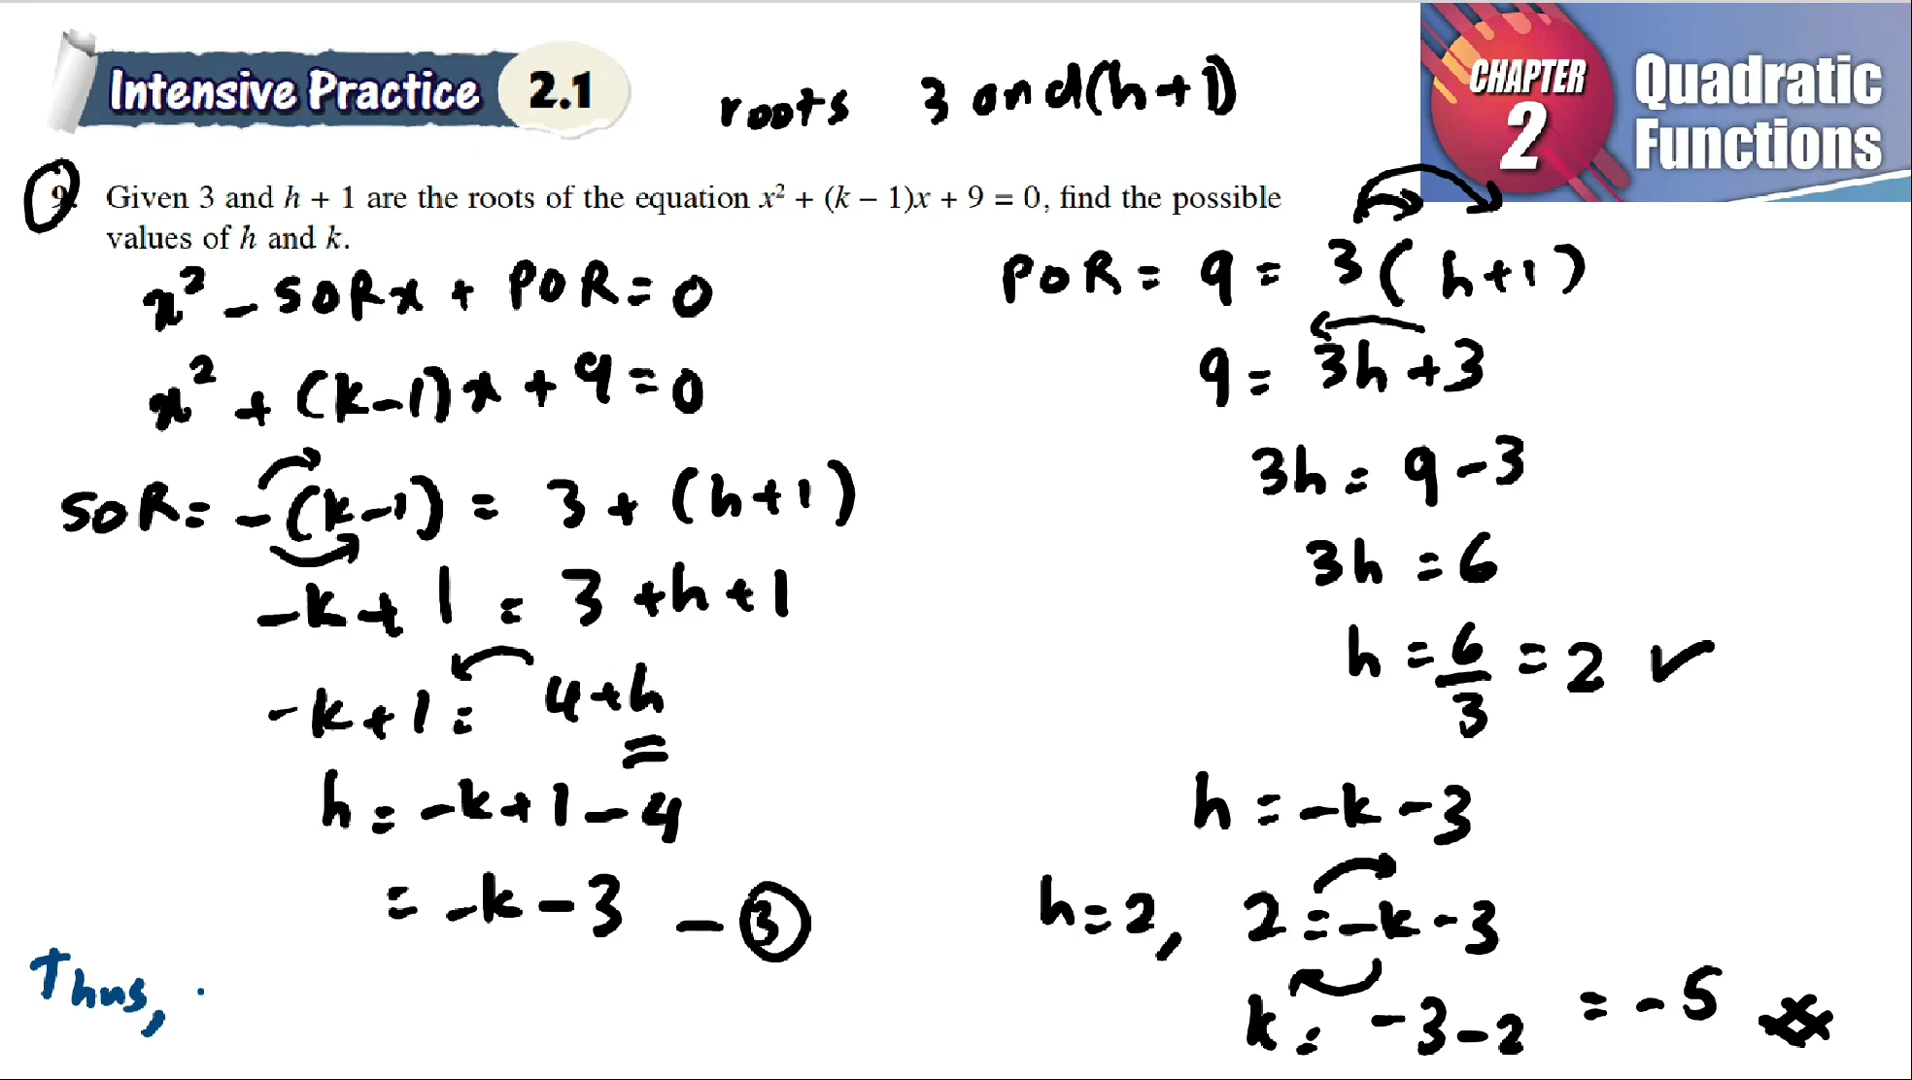 Intensive Practice 2.1
roots 3 and (h+1)
CHAPTER 2
Quadratic Functions
9. Given 3 and h + 1 are the roots of the equation x² + (k – 1)x + 9 = 0, find the possible
values of h and k.
x² - SORx + POR = 0
x² + (k-1)x + 9 = 0
SOR = -(k-1) = 3 + (h+1)
-k+1 = 3+h+1
-k+1 = 4+h
h = -k+1-4
= -k-3 - ③
Thus,
POR = 9 = 3(h+1)
9 = 3h+3
3h = 9-3
3h = 6
h = 6/3 = 2 ✓
h = -k-3
h=2, 2 = -k-3
k = -3-2 = -5